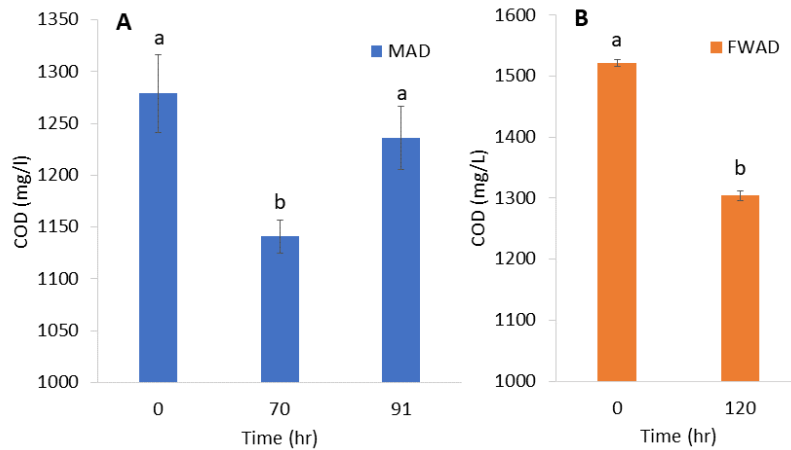 A
MAD
COD (mg/l)
1350
1300
1250
1200
1150
1100
1050
1000
a
b
a
0 70 91
Time (hr)
B
FWAD
COD (mg/L)
1600
1500
1400
1300
1200
1100
1000
a
b
0 120
Time (hr)